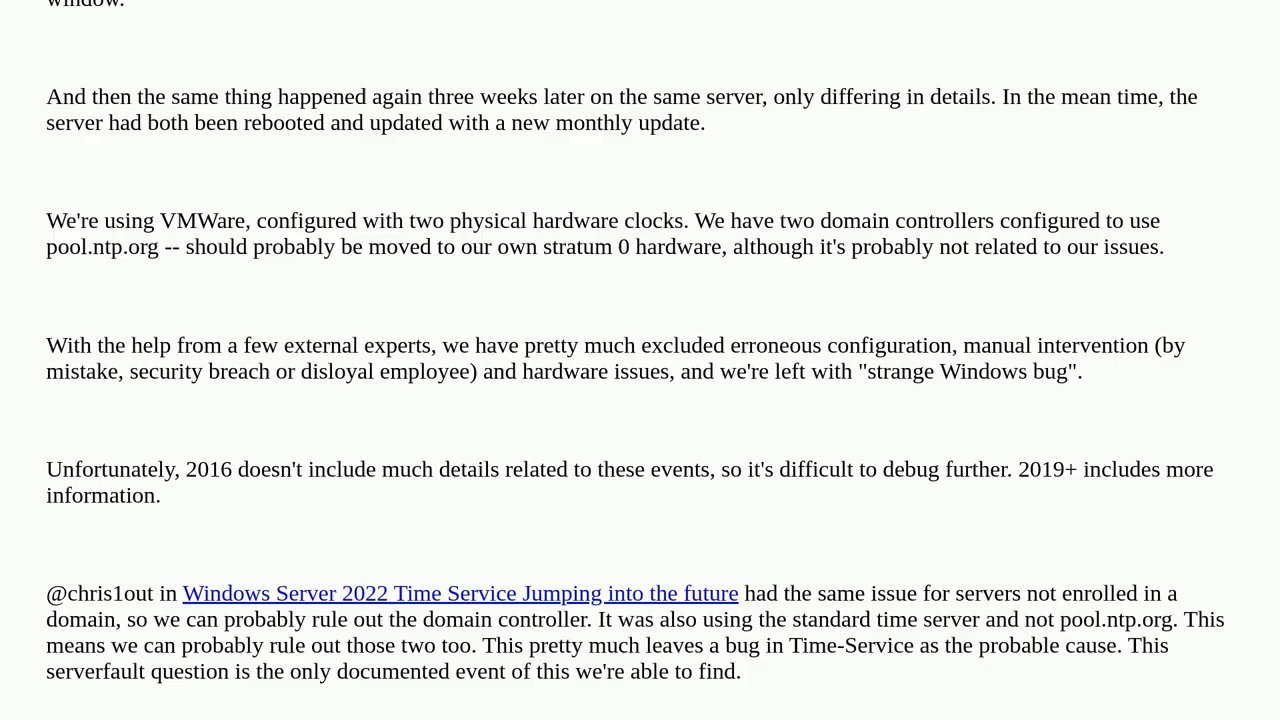 window.
And then the same thing happened again three weeks later on the same server, only differing in details. In the mean time, the
server had both been rebooted and updated with a new monthly update.
We're using VMWare, configured with two physical hardware clocks. We have two domain controllers configured to use
pool.ntp.org -- should probably be moved to our own stratum 0 hardware, although it's probably not related to our issues.
With the help from a few external experts, we have pretty much excluded erroneous configuration, manual intervention (by
mistake, security breach or disloyal employee) and hardware issues, and we're left with "strange Windows bug".
Unfortunately, 2016 doesn't include much details related to these events, so it's difficult to debug further. 2019+ includes more
information.
@chris1out in Windows Server 2022 Time Service Jumping into the future had the same issue for servers not enrolled in a
domain, so we can probably rule out the domain controller. It was also using the standard time server and not pool.ntp.org. This
means we can probably rule out those two too. This pretty much leaves a bug in Time-Service as the probable cause. This
serverfault question is the only documented event of this we're able to find.